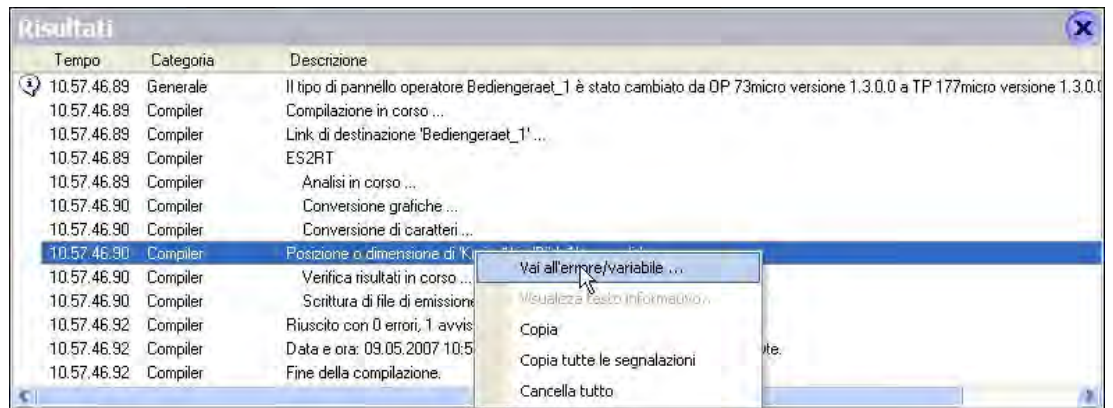 Risultati
Tempo Categoria Descrizione
10.57.46.89 Generale Il tipo di pannello operatore Bediengeraet_1 è stato cambiato da OP 73micro versione 1.3.0.0 a TP 177micro versione 1.3.0.0
10.57.46.89 Compiler Compilazione in corso ...
10.57.46.89 Compiler Link di destinazione 'Bediengeraet_1' ...
10.57.46.89 Compiler ES2RT
10.57.46.89 Compiler Analisi in corso ...
10.57.46.90 Compiler Conversione grafiche ...
10.57.46.90 Compiler Conversione di caratteri ...
10.57.46.90 Compiler Posizione o dimensione di
10.57.46.90 Compiler Verifica risultati in corso ...
10.57.46.90 Compiler Scrittura di file di emissione
10.57.46.92 Compiler Riuscito con 0 errori, 1 avvis
10.57.46.92 Compiler Data e ora: 09.05.2007 10:5
10.57.46.92 Compiler Fine della compilazione.
Vai all'errore/variabile ...
Visualizza testo informativo...
Copia
Copia tutte le segnalazioni
Cancella tutto